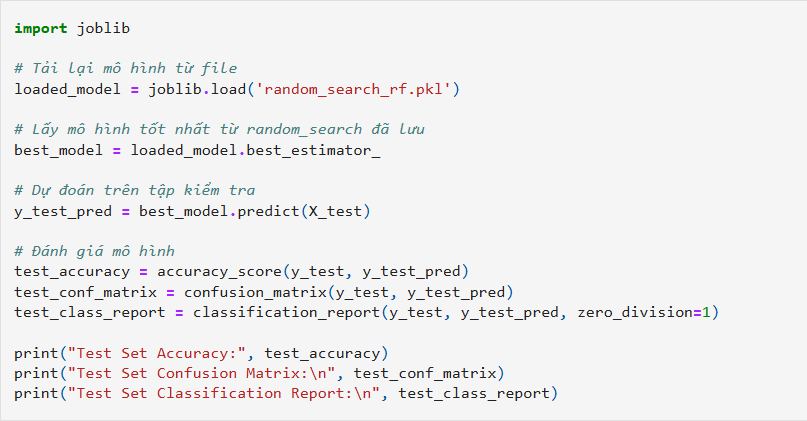 import joblib
# Tải lại mô hình từ file
loaded_model = joblib.load('random_search_rf.pkl')
# Lấy mô hình tốt nhất từ random_search đã lưu
best_model = loaded_model.best_estimator_
# Dự đoán trên tập kiểm tra
y_test_pred = best_model.predict(X_test)
# Đánh giá mô hình
test_accuracy = accuracy_score(y_test, y_test_pred)
test_conf_matrix = confusion_matrix(y_test, y_test_pred)
test_class_report = classification_report(y_test, y_test_pred, zero_division=1)
print("Test Set Accuracy:", test_accuracy)
print("Test Set Confusion Matrix:\n", test_conf_matrix)
print("Test Set Classification Report:\n", test_class_report)